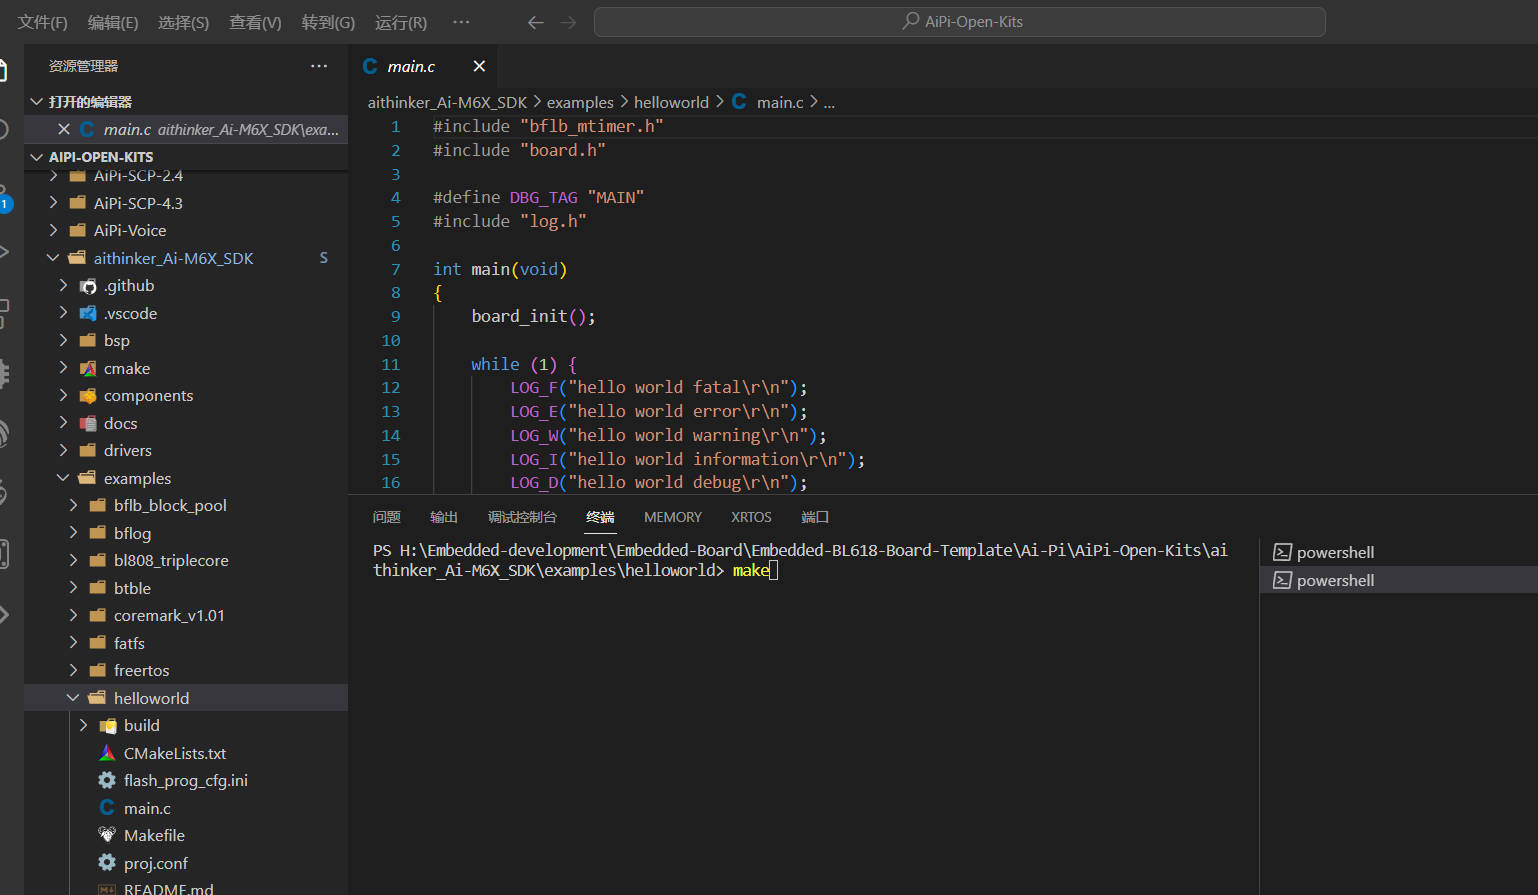 文件(F) 编辑(E) 选择(S) 查看(V) 转到(G) 运行(R) ··· AiPi-Open-Kits
资源管理器 ···
打开的编辑器
main.c aithinker_Ai-M6X_SDK\exa...
1
AIPI-OPEN-KITS
AiPi-SCP-2.4
AiPi-SCP-4.3
AiPi-Voice
aithinker_Ai-M6X_SDK S
.github
.vscode
bsp
cmake
components
docs
drivers
examples
bflb_block_pool
bflog
bl808_triplecore
btble
coremark_v1.01
fatfs
freertos
helloworld
build
CMakeLists.txt
flash_prog_cfg.ini
C main.c
Makefile
proj.conf
README.md
C main.c
aithinker_Ai-M6X_SDK > examples > helloworld > C main.c > ...
1 #include "bflb_mtimer.h"
2 #include "board.h"
3
4 #define DBG_TAG "MAIN"
5 #include "log.h"
6
7 int main(void)
8 {
9 board_init();
10
11 while (1) {
12 LOG_F("hello world fatal\r\n");
13 LOG_E("hello world error\r\n");
14 LOG_W("hello world warning\r\n");
15 LOG_I("hello world information\r\n");
16 LOG_D("hello world debug\r\n");
问题 输出 调试控制台 终端 MEMORY XRTOS 端口
PS H:\Embedded-development\Embedded-Board\Embedded-BL618-Board-Template\Ai-Pi\AiPi-Open-Kits\ai
thinker_Ai-M6X_SDK\examples\helloworld> make
powershell
powershell